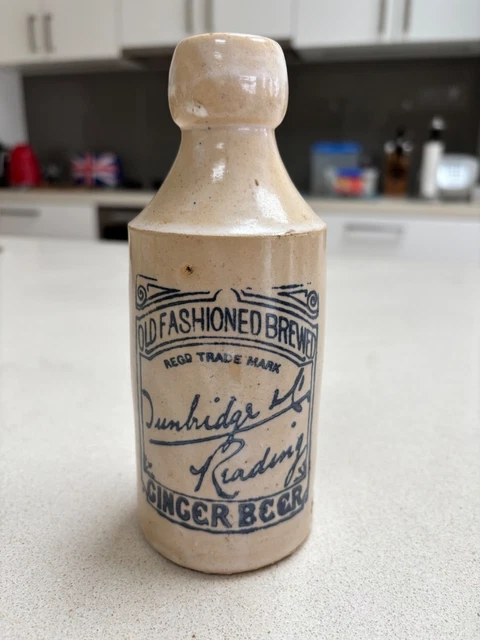 OLD FASHIONED BREWED
REGD TRADE MARK
Dunbridge & Co
Reading
GINGER BEER